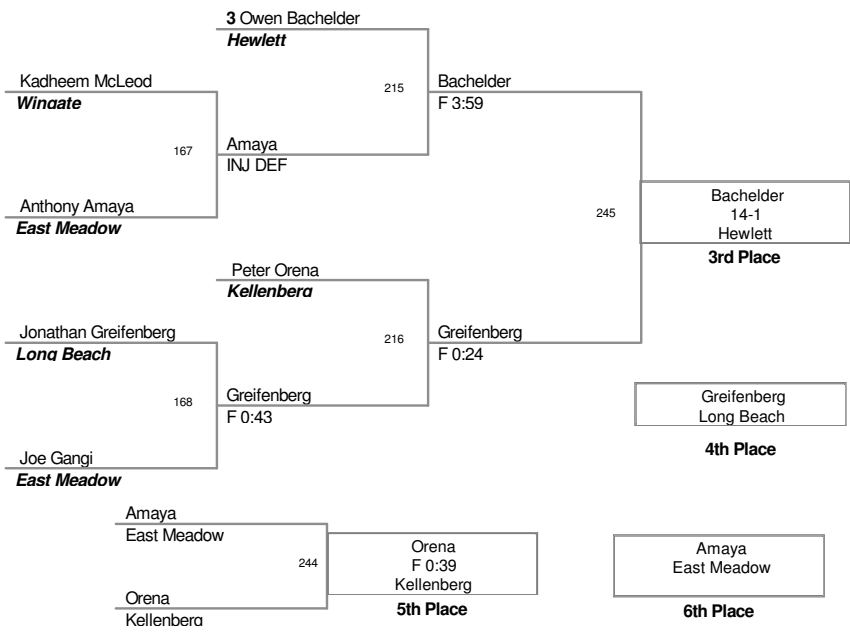 3 Owen Bachelder
Hewlett
Kadheem McLeod
Wingate
215
Bachelder
F 3:59
167
Amaya
INJ DEF
Anthony Amaya
East Meadow
245
Bachelder
14-1
Hewlett
3rd Place
Peter Orena
Kellenberg
Jonathan Greifenberg
Long Beach
216
Greifenberg
F 0:24
168
Greifenberg
F 0:43
Greifenberg
Long Beach
4th Place
Joe Gangi
East Meadow
Amaya
East Meadow
244
Orena
F 0:39
Kellenberg
5th Place
Amaya
East Meadow
6th Place
Orena
Kellenberg